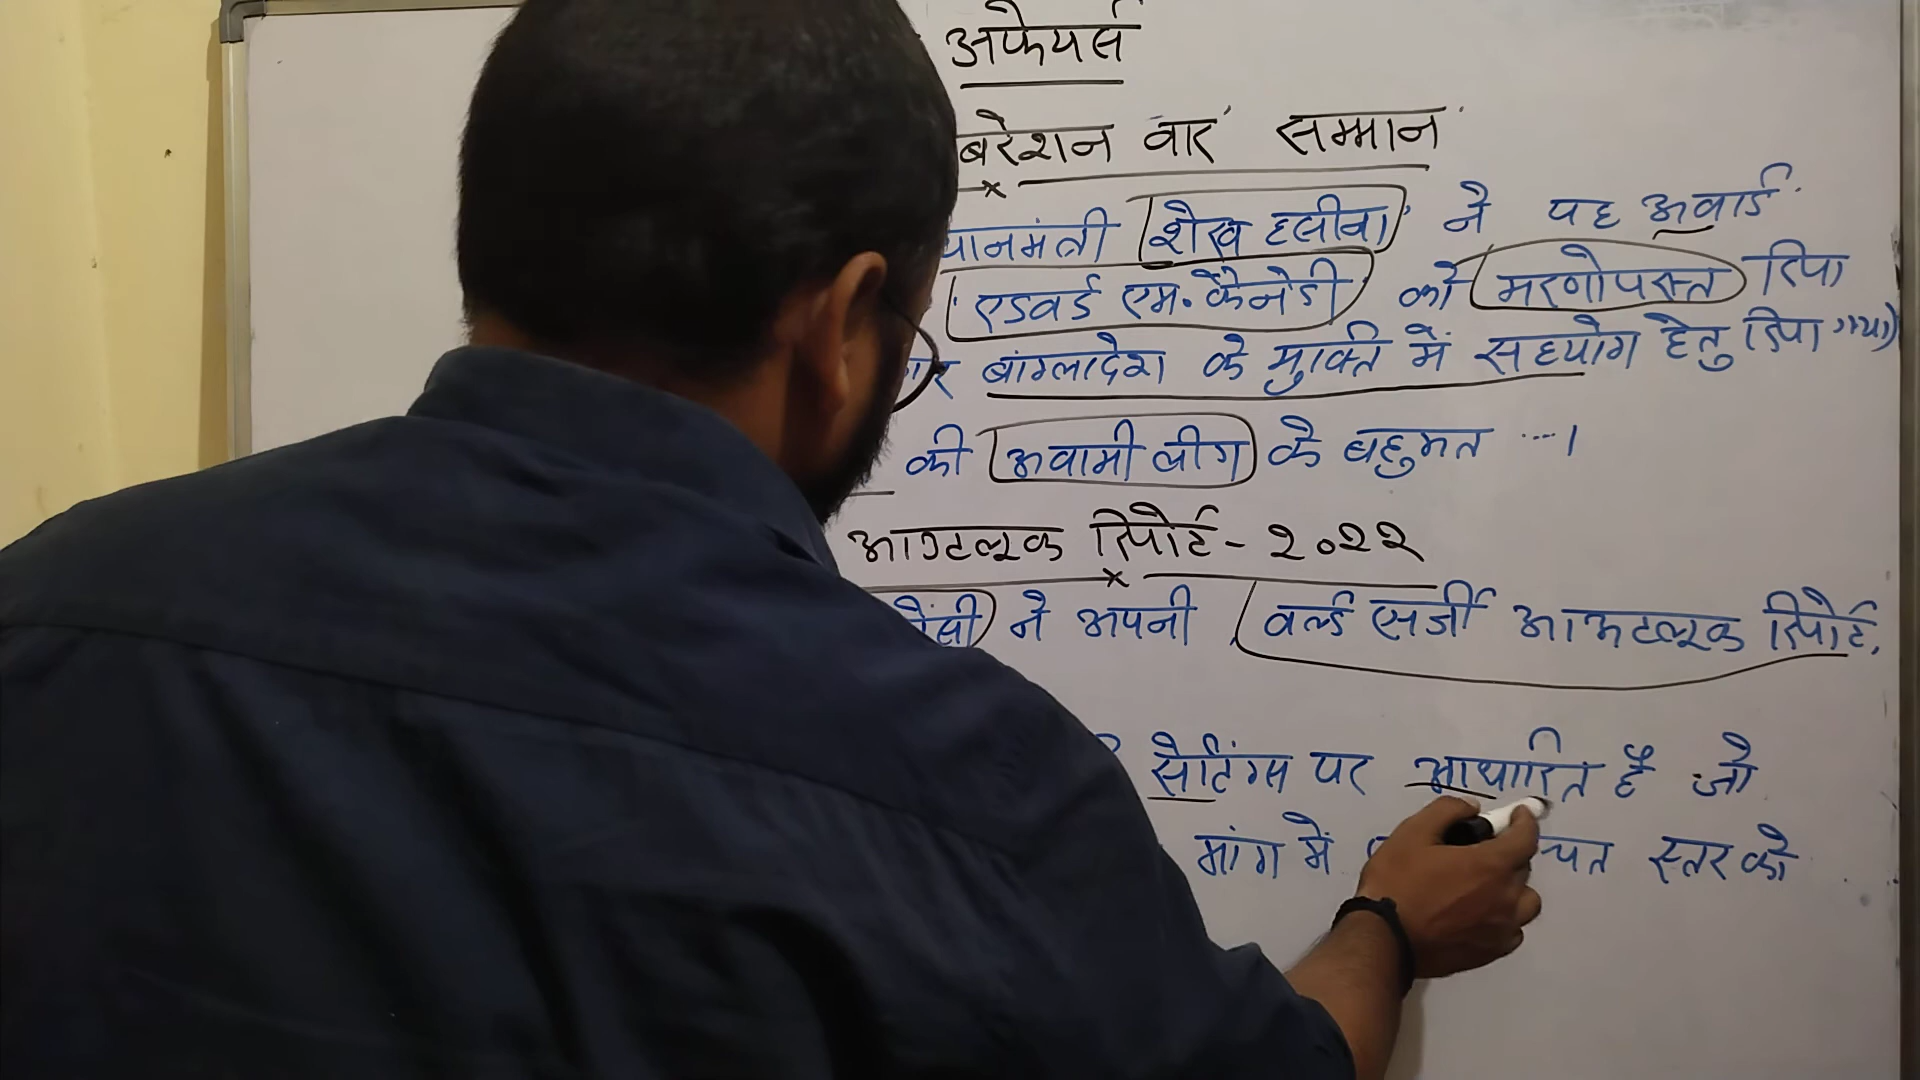 अफेयर्स
बरेशन वार सम्मान
यानमंत्री शेख हसीना ने यह अवार्ड
एडवर्ड एम. कैनेडी को मरणोपरान्त दिया
बांग्लादेश के मुक्ति में सहयोग हेतु दिया गया)
की अवामी लीग के बहुमत ...।
आउटलुक रिपोर्ट - २०२२
ने अपनी वर्ल्ड एनर्जी आऊटलुक रिपोर्ट,
सेटिंग्स पर आधारित है जो
मांग में स्तर को